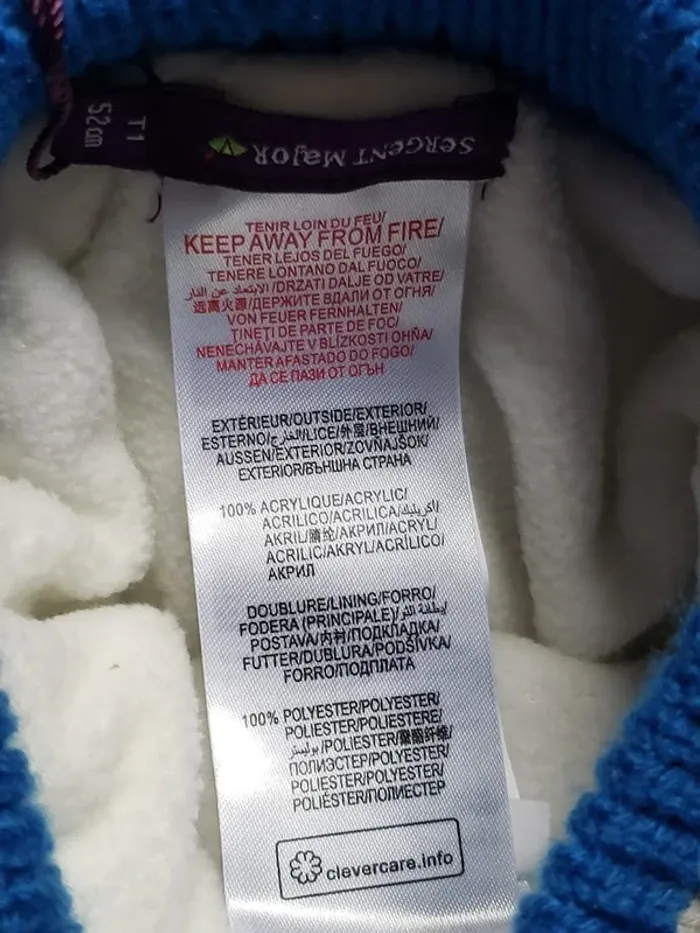 SERGENT MAJOR
T1
52cm
TENIR LOIN DU FEU/
KEEP AWAY FROM FIRE/
TENER LEJOS DEL FUEGO/
TENERE LONTANO DAL FUOCO/
الابتعاد عن النار/DRZATI DALJE OD VATRE/
远离火源/ДЕРЖИТЕ ВДАЛИ ОТ ОГНЯ/
VON FEUER FERNHALTEN/
TINEȚI DE PARTE DE FOC/
NENECHÁVAJTE V BLÍZKOSTI OHŇA/
MANTER AFASTADO DO FOGO/
ДА СЕ ПАЗИ ОТ ОГЪН
EXTÉRIEUR/OUTSIDE/EXTERIOR/
ESTERNO/الخارج/LICE/外层/ВНЕШНИЙ/
AUSSEN/EXTERIOR/ZOVŇAJŠOK/
EXTERIOR/ВЪНШНА СТРАНА
100% ACRYLIQUE/ACRYLIC/
ACRILICO/ACRILICA/أكريليك/
AKRIL/腈纶/АКРИЛ/ACRYL/
ACRILIC/AKRYL/ACRÍLICO/
АКРИЛ
DOUBLURE/LINING/FORRO/
FODERA (PRINCIPALE)/
POSTAVA/内衬/ПОДКЛАДКА/
FUTTER/DUBLURA/PODŠÍVKA/
FORRO/ПОДПЛАТА
100% POLYESTER/POLYESTER/
POLIESTER/POLIESTERE/
بوليستر/POLIESTER/聚酯纤维/
ПОЛИЭСТЕР/POLYESTER/
POLIESTER/POLYESTER/
POLIÉSTER/ПОЛИЕСТЕР
clevercare.info